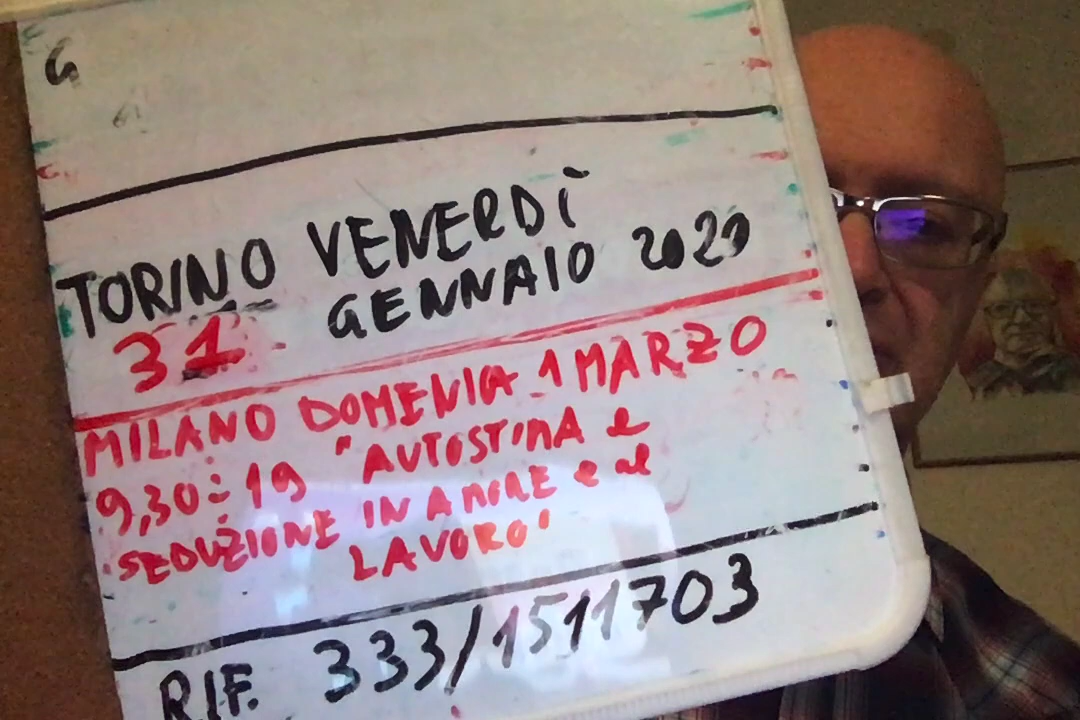 G
TORINO VENERDÌ
31 GENNAIO 2020
MILANO DOMENICA 1 MARZO
9,30÷19 "AUTOSTIMA e
SEDUZIONE IN AMORE e al
LAVORO"
RIF. 333/1511703